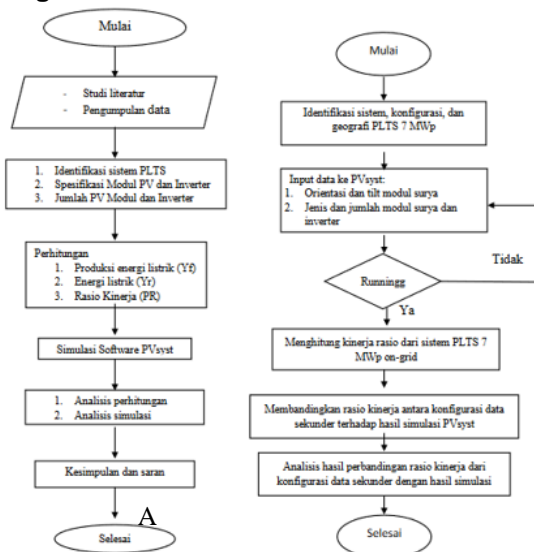 Mulai
- Studi literatur
- Pengumpulan data
1. Identifikasi sistem PLTS
2. Spesifikasi Modul PV dan Inverter
3. Jumlah PV Modul dan Inverter
Perhitungan
1. Produksi energi listrik (Yf)
2. Energi listrik (Yr)
3. Rasio Kinerja (PR)
Simulasi Software PVsyst
1. Analisis perhitungan
2. Analisis simulasi
Kesimpulan dan saran
A
Selesai
Mulai
Identifikasi sistem, konfigurasi, dan
geografi PLTS 7 MWp
Input data ke PVsyst:
1. Orientasi dan tilt modul surya
2. Jenis dan jumlah modul surya dan
inverter
Tidak
Runningg
Ya
Menghitung kinerja rasio dari sistem PLTS 7
MWp on-grid
Membandingkan rasio kinerja antara konfigurasi data
sekunder terhadap hasil simulasi PVsyst
Analisis hasil perbandingan rasio kinerja dari
konfigurasi data sekunder dengan hasil simulasi
Selesai